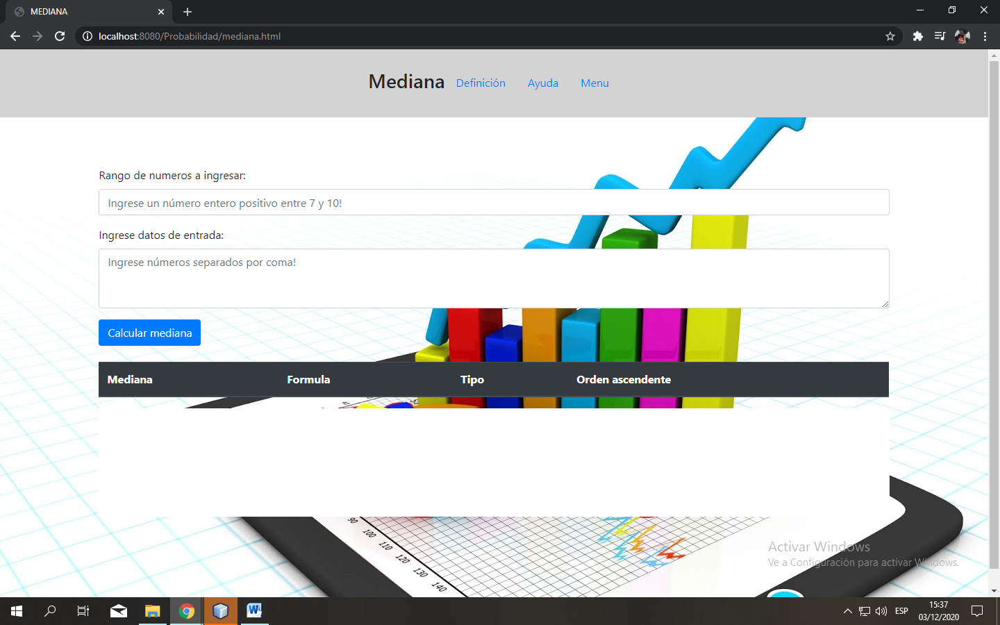 MEDIANA
localhost:8080/Probabilidad/mediana.html
Mediana Definición Ayuda Menu
Rango de numeros a ingresar:
Ingrese un número entero positivo entre 7 y 10!
Ingrese datos de entrada:
Ingrese números separados por coma!
Calcular mediana
Mediana Formula Tipo Orden ascendente
90
100
110
120
130
140
Activar Windows
Ve a Configuración para activar Windows.
ESP
15:37
03/12/2020